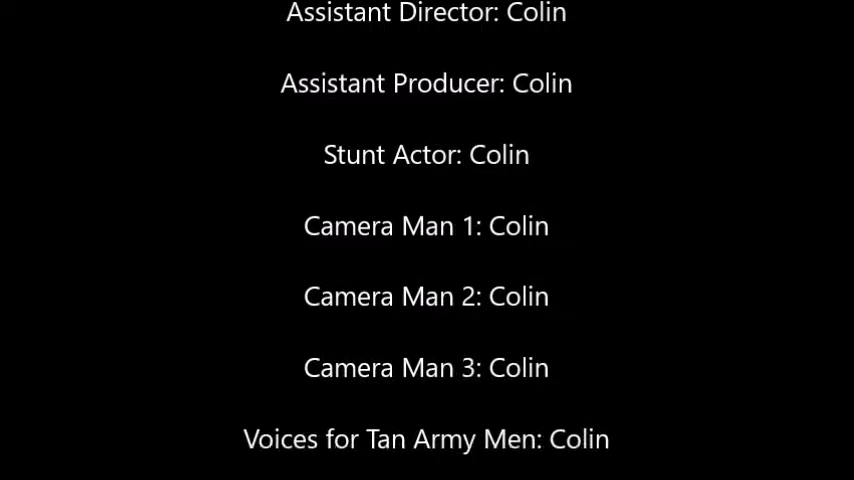 Assistant Director: Colin
Assistant Producer: Colin
Stunt Actor: Colin
Camera Man 1: Colin
Camera Man 2: Colin
Camera Man 3: Colin
Voices for Tan Army Men: Colin